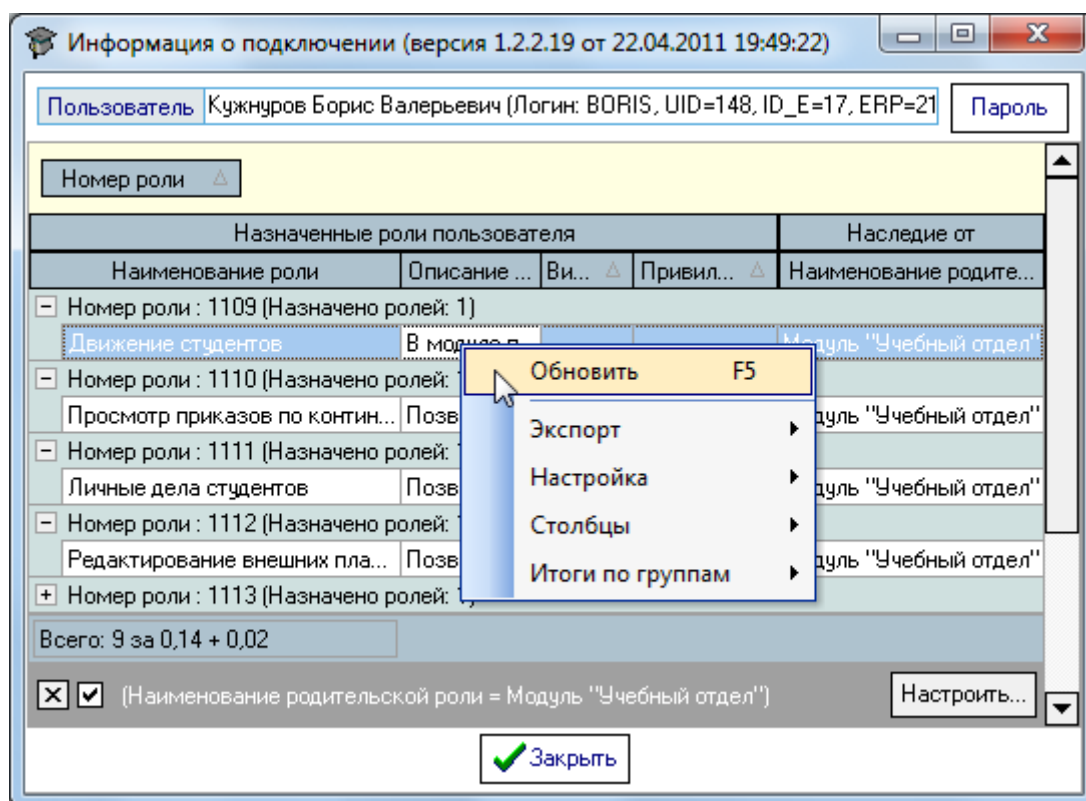 Информация о подключении (версия 1.2.2.19 от 22.04.2011 19:49:22)
Пользователь Кужнуров Борис Валерьевич (Логин: BORIS, UID=148, ID_E=17, ERP=21 Пароль
Номер роли
Назначенные роли пользователя Наследие от
Наименование роли Описание ... Ви... Привил... Наименование родите...
Номер роли : 1109 (Назначено ролей: 1)
Движение студентов В модуле п... Модуль "Учебный отдел"
Номер роли : 1110 (Назначено ролей:
Просмотр приказов по контин... Позв дуль "Учебный отдел"
Номер роли : 1111 (Назначено ролей:
Личные дела студентов Позв дуль "Учебный отдел"
Номер роли : 1112 (Назначено ролей:
Редактирование внешних пла... Позв дуль "Учебный отдел"
Номер роли : 1113 (Назначено ролей: 1)
Обновить F5
Экспорт
Настройка
Столбцы
Итоги по группам
Всего: 9 за 0,14 + 0,02
(Наименование родительской роли = Модуль "Учебный отдел") Настроить...
Закрыть